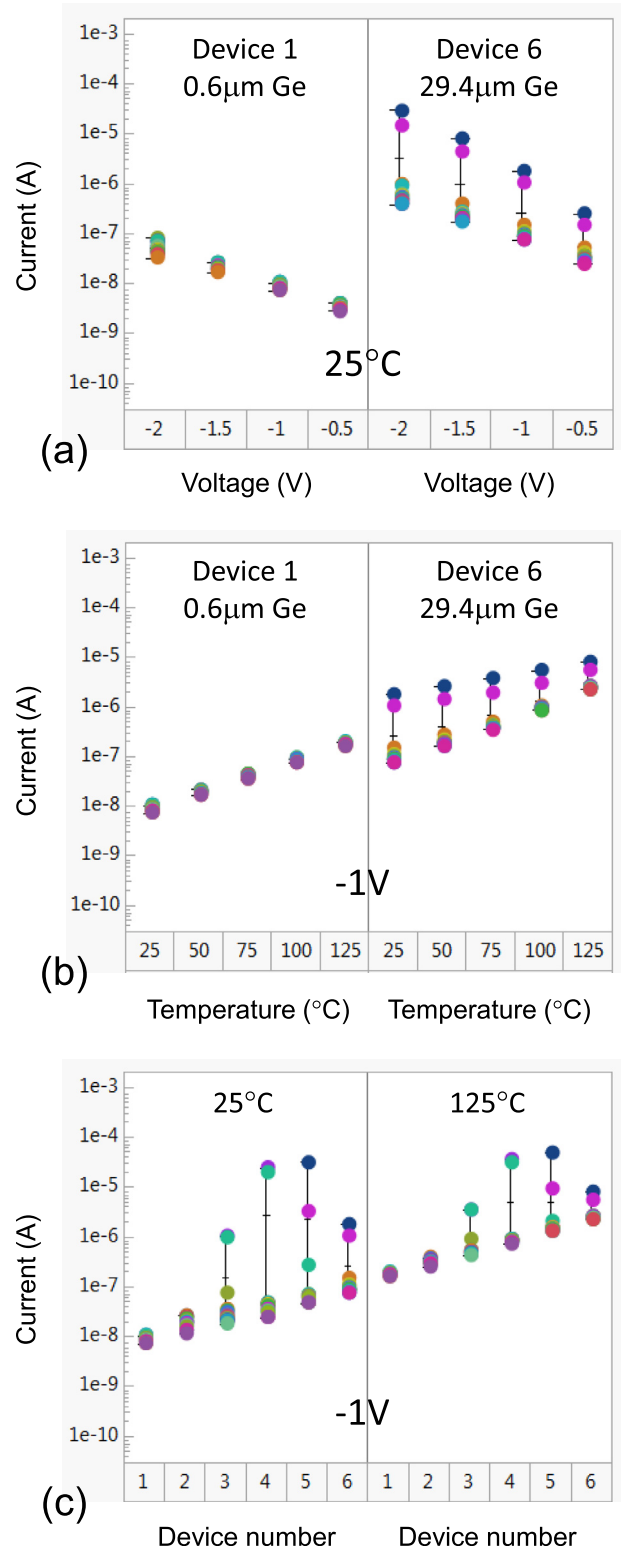 1e-3
1e-4
1e-5
1e-6
1e-7
1e-8
1e-9
1e-10
Current (A)
Device 1
0.6μm Ge
Device 6
29.4μm Ge
25°C
-2 -1.5 -1 -0.5 -2 -1.5 -1 -0.5
(a)
Voltage (V) Voltage (V)
1e-3
1e-4
1e-5
1e-6
1e-7
1e-8
1e-9
1e-10
Current (A)
Device 1
0.6μm Ge
Device 6
29.4μm Ge
-1V
25 50 75 100 125 25 50 75 100 125
(b)
Temperature (°C) Temperature (°C)
1e-3
1e-4
1e-5
1e-6
1e-7
1e-8
1e-9
1e-10
Current (A)
25°C 125°C
-1V
1 2 3 4 5 6 1 2 3 4 5 6
(c)
Device number Device number